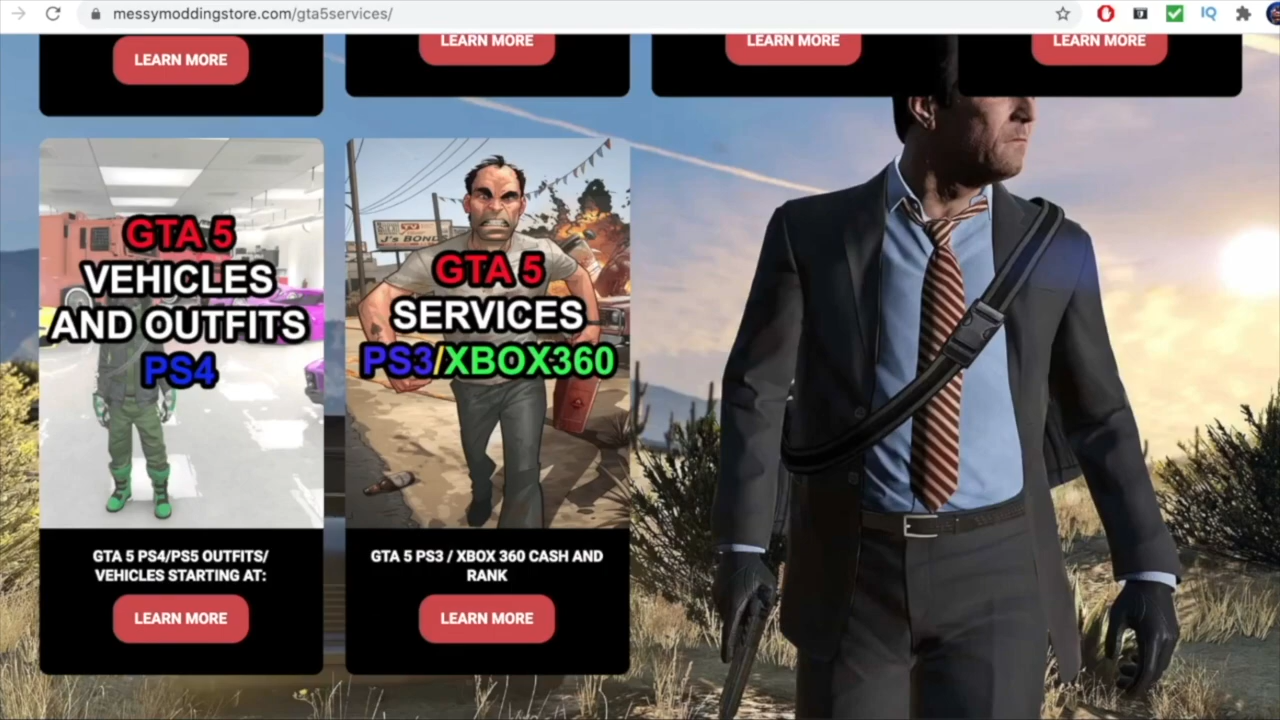 messymoddingstore.com/gta5services/
LEARN MORE
LEARN MORE
LEARN MORE
LEARN MORE
GTA 5
VEHICLES
AND OUTFITS
PS4
J's BOND
GTA 5
SERVICES
PS3/XBOX360
GTA 5 PS4/PS5 OUTFITS/
VEHICLES STARTING AT:
LEARN MORE
GTA 5 PS3 / XBOX 360 CASH AND
RANK
LEARN MORE